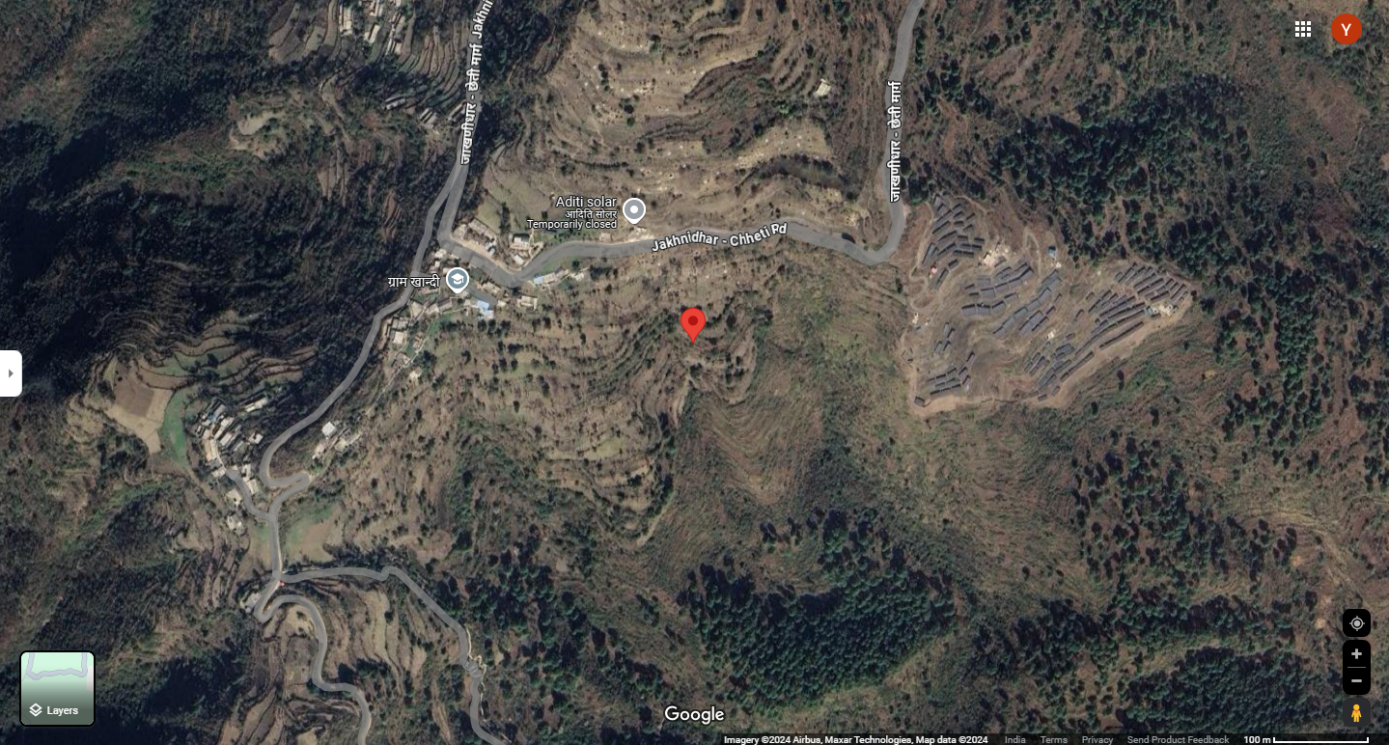 जाखणीधार - छेती मार्ग Jakhni
Y
जाखणीधार - छेती मार्ग
Aditi solar
आदिति सोलर
Temporarily closed
Jakhnidhar - Chheti Rd
ग्राम खान्दी
Layers
Google
Imagery ©2024 Airbus, Maxar Technologies, Map data ©2024 India Terms Privacy Send Product Feedback 100 m